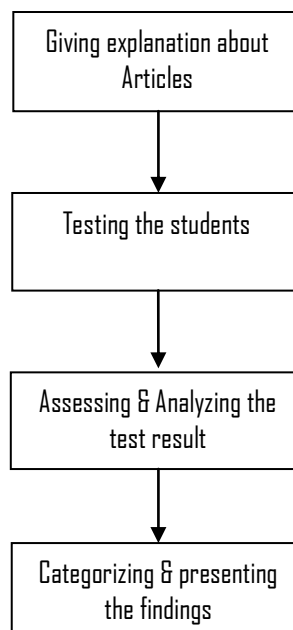 Giving explanation about
Articles
Testing the students
Assessing & Analyzing the
test result
Categorizing & presenting
the findings